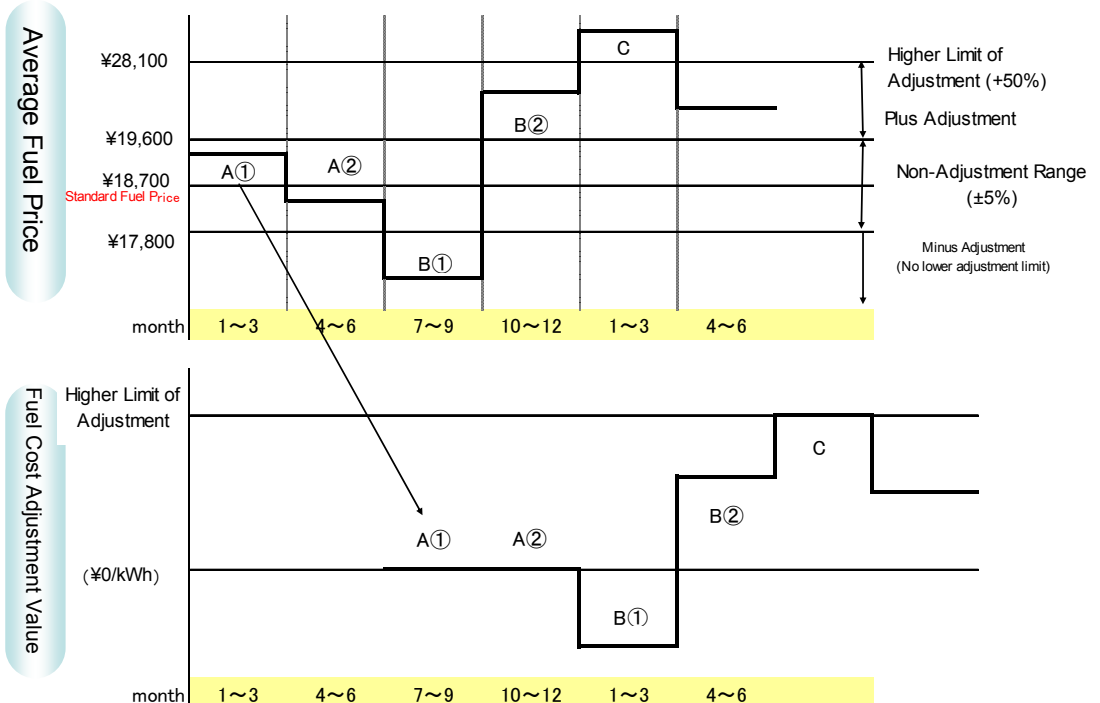 Average Fuel Price
¥28,100
¥19,600
¥18,700
Standard Fuel Price
¥17,800
A①
A②
B①
B②
C
Higher Limit of
Adjustment (+50%)
Plus Adjustment
Non-Adjustment Range
(±5%)
Minus Adjustment
(No lower adjustment limit)
month 1～3 4～6 7～9 10～12 1～3 4～6
Fuel Cost Adjustment Value
Higher Limit of
Adjustment
(¥0/kWh)
A①
A②
B①
B②
C
month 1～3 4～6 7～9 10～12 1～3 4～6